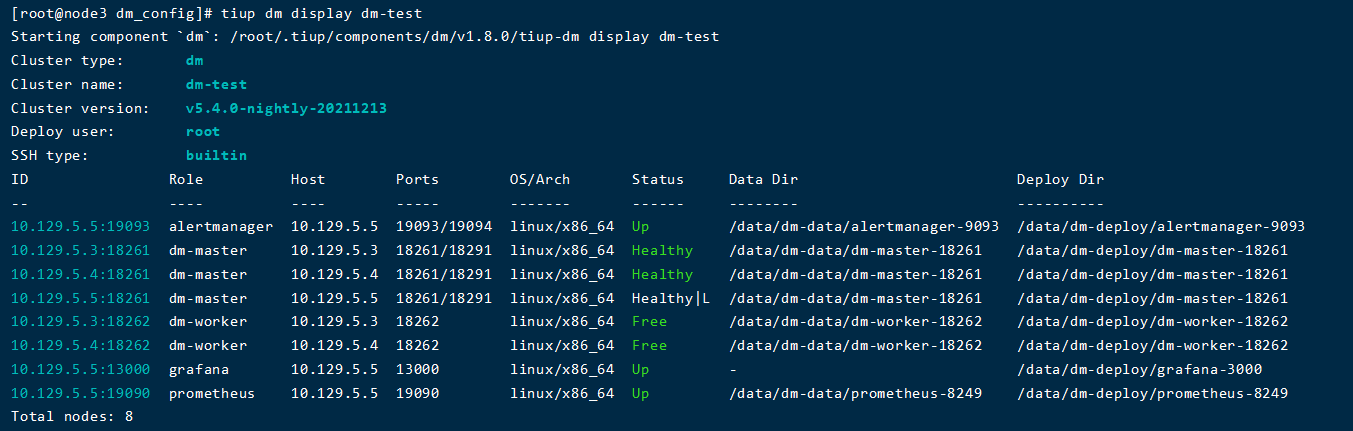 [root@node3 dm_config]# tiup dm display dm-test
Starting component `dm`: /root/.tiup/components/dm/v1.8.0/tiup-dm display dm-test
Cluster type:       dm
Cluster name:       dm-test
Cluster version:    v5.4.0-nightly-20211213
Deploy user:        root
SSH type:           builtin
ID                Role          Host        Ports        OS/Arch       Status     Data Dir                         Deploy Dir
--                ----          ----        -----        -------       ------     --------                         ----------
10.129.5.5:19093  alertmanager  10.129.5.5  19093/19094  linux/x86_64  Up         /data/dm-data/alertmanager-9093  /data/dm-deploy/alertmanager-9093
10.129.5.3:18261  dm-master     10.129.5.3  18261/18291  linux/x86_64  Healthy    /data/dm-data/dm-master-18261    /data/dm-deploy/dm-master-18261
10.129.5.4:18261  dm-master     10.129.5.4  18261/18291  linux/x86_64  Healthy    /data/dm-data/dm-master-18261    /data/dm-deploy/dm-master-18261
10.129.5.5:18261  dm-master     10.129.5.5  18261/18291  linux/x86_64  Healthy|L  /data/dm-data/dm-master-18261    /data/dm-deploy/dm-master-18261
10.129.5.3:18262  dm-worker     10.129.5.3  18262        linux/x86_64  Free       /data/dm-data/dm-worker-18262    /data/dm-deploy/dm-worker-18262
10.129.5.4:18262  dm-worker     10.129.5.4  18262        linux/x86_64  Free       /data/dm-data/dm-worker-18262    /data/dm-deploy/dm-worker-18262
10.129.5.5:13000  grafana       10.129.5.5  13000        linux/x86_64  Up         -                                /data/dm-deploy/grafana-3000
10.129.5.5:19090  prometheus    10.129.5.5  19090        linux/x86_64  Up         /data/dm-data/prometheus-8249    /data/dm-deploy/prometheus-8249
Total nodes: 8